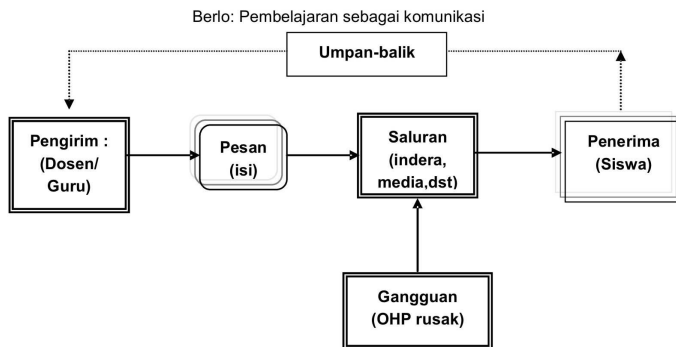 Berlo: Pembelajaran sebagai komunikasi
Umpan-balik
Pengirim :
(Dosen/
Guru)
Pesan
(isi)
Saluran
(indera,
media,dst)
Penerima
(Siswa)
Gangguan
(OHP rusak)